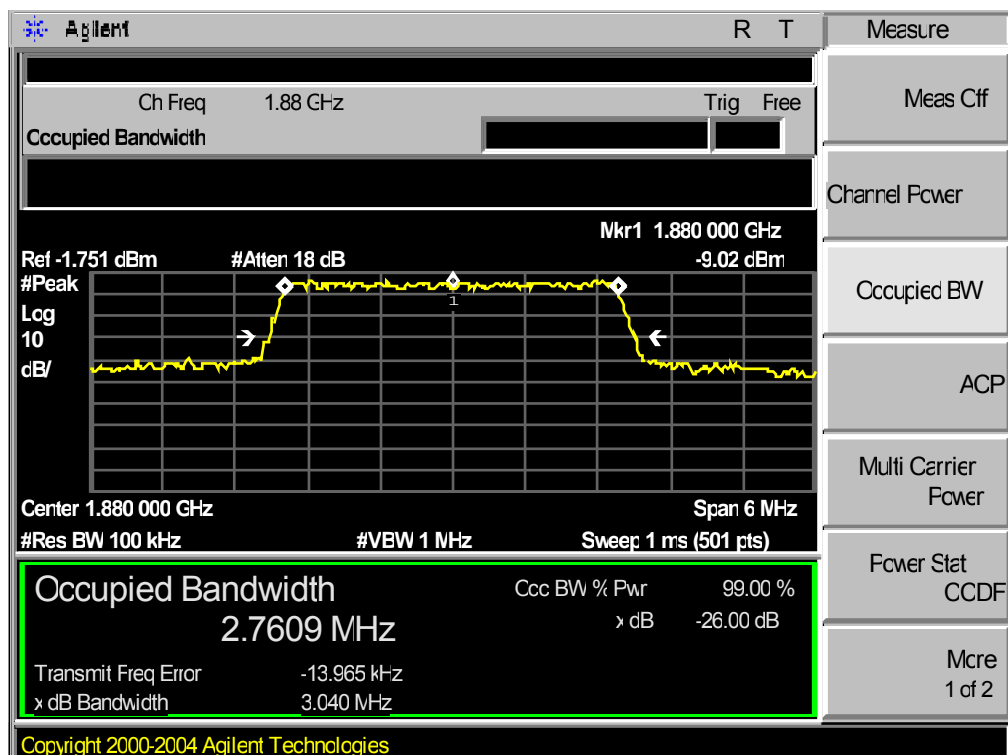 Agilent
R T
Measure
Ch Freq 1.88 GHz
Trig Free
Meas Off
Occupied Bandwidth
Channel Power
Mkr1 1.880 000 GHz
Ref -1.751 dBm
#Atten 18 dB
-9.02 dBm
#Peak
Log
10
dB/
1
Occupied BW
ACP
Center 1.880 000 GHz
Span 6 MHz
#Res BW 100 kHz
#VBW 1 MHz
Sweep 1 ms (501 pts)
Multi Carrier
Power
Occupied Bandwidth
2.7609 MHz
Occ BW % Pwr 99.00 %
x dB -26.00 dB
Transmit Freq Error -13.965 kHz
x dB Bandwidth 3.040 MHz
Power Stat
CCDF
More
1 of 2
Copyright 2000-2004 Agilent Technologies